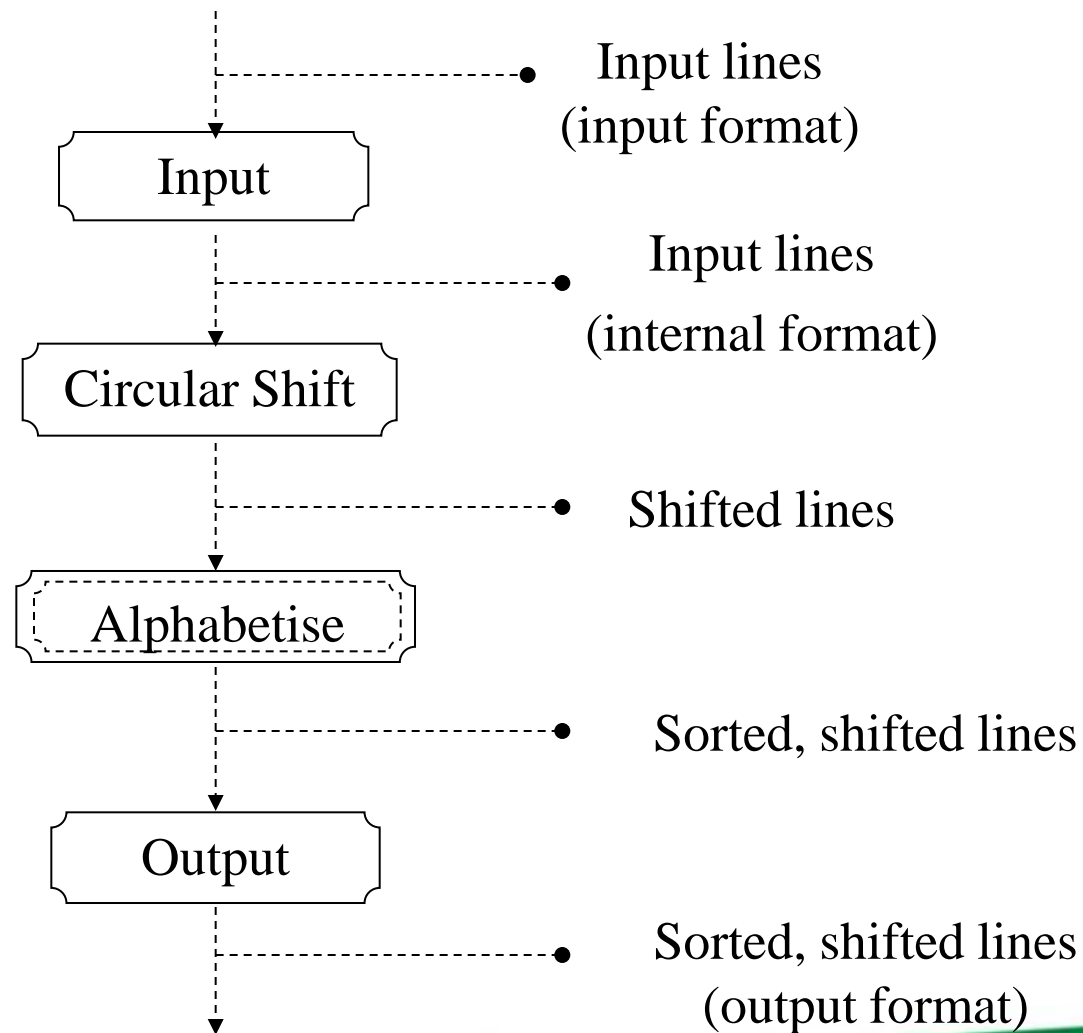 Input lines
(input format)
Input
Input lines
(internal format)
Circular Shift
Shifted lines
Alphabetise
Sorted, shifted lines
Output
Sorted, shifted lines
(output format)